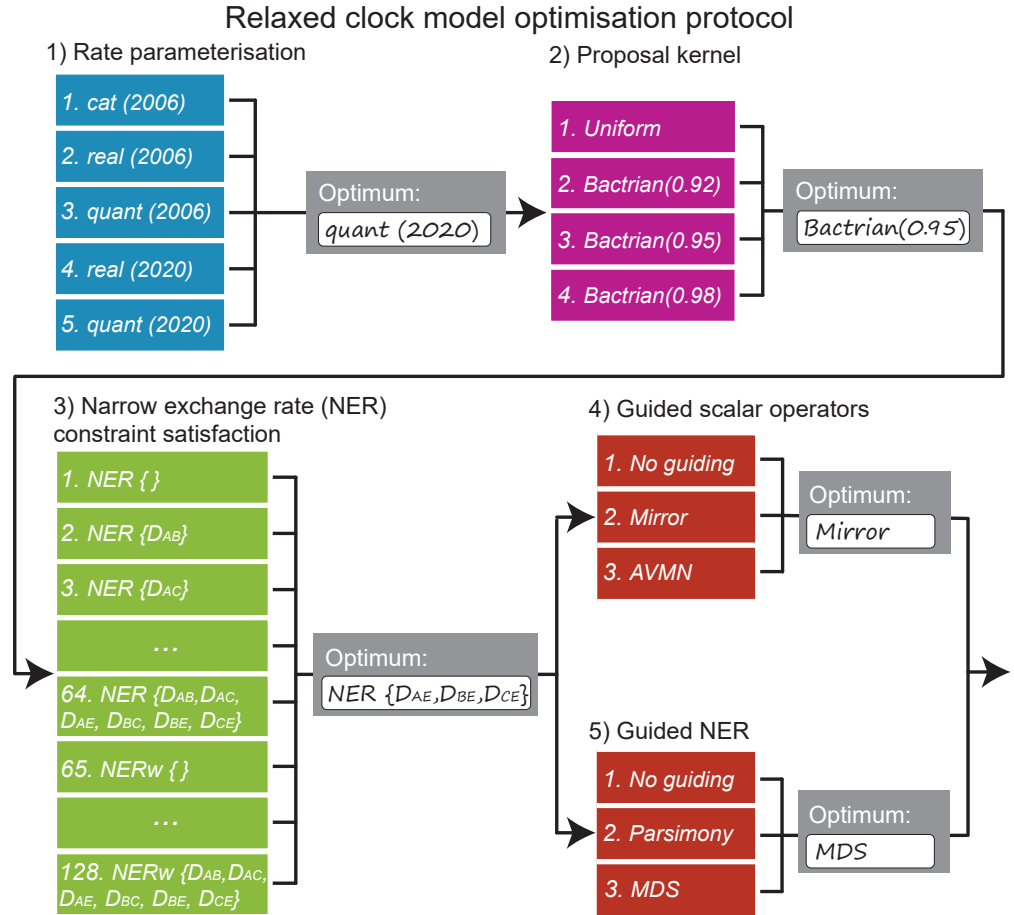 Relaxed clock model optimisation protocol
1) Rate parameterisation
1. cat (2006)
2. real (2006)
3. quant (2006)
4. real (2020)
5. quant (2020)
Optimum:
quant (2020)
2) Proposal kernel
1. Uniform
2. Bactrian(0.92)
3. Bactrian(0.95)
4. Bactrian(0.98)
Optimum:
Bactrian(0.95)
3) Narrow exchange rate (NER)
constraint satisfaction
1. NER { }
2. NER {DAB}
3. NER {DAC}
...
64. NER {DAB,DAC,
DAE, DBC, DBE, DCE}
65. NERw { }
...
128. NERw {DAB,DAC,
DAE, DBC, DBE, DCE}
Optimum:
NER {DAE,DBE,DCE}
4) Guided scalar operators
1. No guiding
2. Mirror
3. AVMN
Optimum:
Mirror
5) Guided NER
1. No guiding
2. Parsimony
3. MDS
Optimum:
MDS